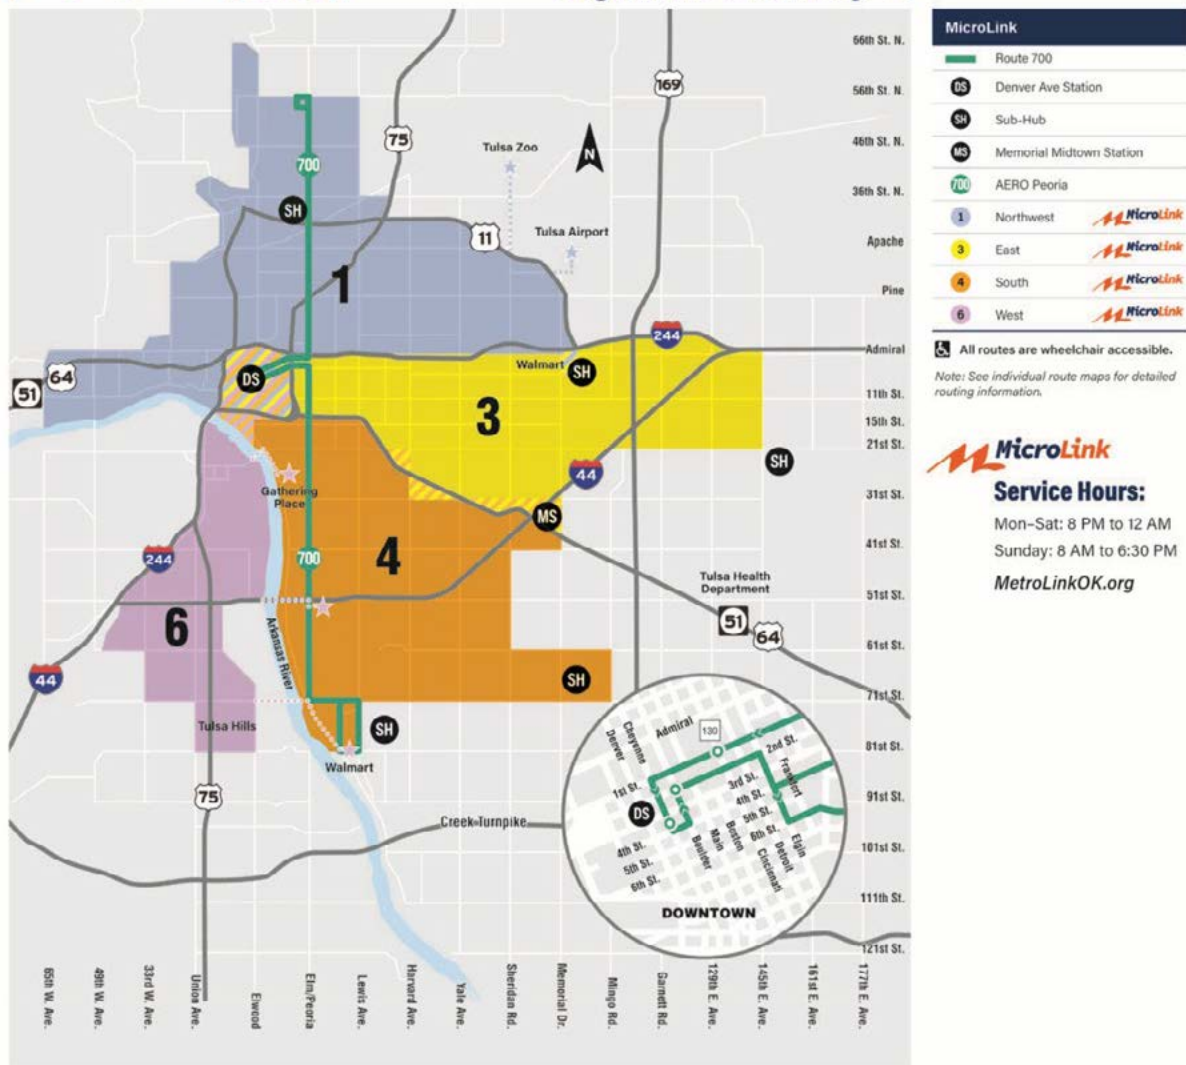 66th St. N.
169
56th St. N.
75
46th St. N.
Tulsa Zoo
N
700
36th St. N.
SH
11
Tulsa Airport
Apache
1
Pine
244
Admiral
64
51
DS
Walmart
SH
11th St.
3
15th St.
21st St.
SH
44
Gathering
Place
31st St.
MS
700
4
41st St.
244
Tulsa Health
Department
51st St.
6
51
64
61st St.
Arkansas River
44
SH
71st St.
Tulsa Hills
SH
81st St.
Walmart
75
91st St.
Creek Turnpike
101st St.
111th St.
121st St.
65th W. Ave.
49th W. Ave.
33rd W. Ave.
Union Ave.
Elwood
Elm/Peoria
Lewis Ave.
Harvard Ave.
Yale Ave.
Sheridan Rd.
Memorial Dr.
Mingo Rd.
Garnett Rd.
129th E. Ave.
145th E. Ave.
161st E. Ave.
177th E. Ave.
Denver
Cheyenne
Admiral
130
2nd St.
1st St.
3rd St.
Frankfort
DS
4th St.
5th St.
6th St.
4th St.
5th St.
6th St.
Boulder
Main
Boston
Cincinnati
Detroit
Elgin
DOWNTOWN
MicroLink
Route 700
DS Denver Ave Station
SH Sub-Hub
MS Memorial Midtown Station
700 AERO Peoria
1 Northwest MicroLink
3 East MicroLink
4 South MicroLink
6 West MicroLink
All routes are wheelchair accessible.
Note: See individual route maps for detailed
routing information.
MicroLink
Service Hours:
Mon–Sat: 8 PM to 12 AM
Sunday: 8 AM to 6:30 PM
MetroLinkOK.org